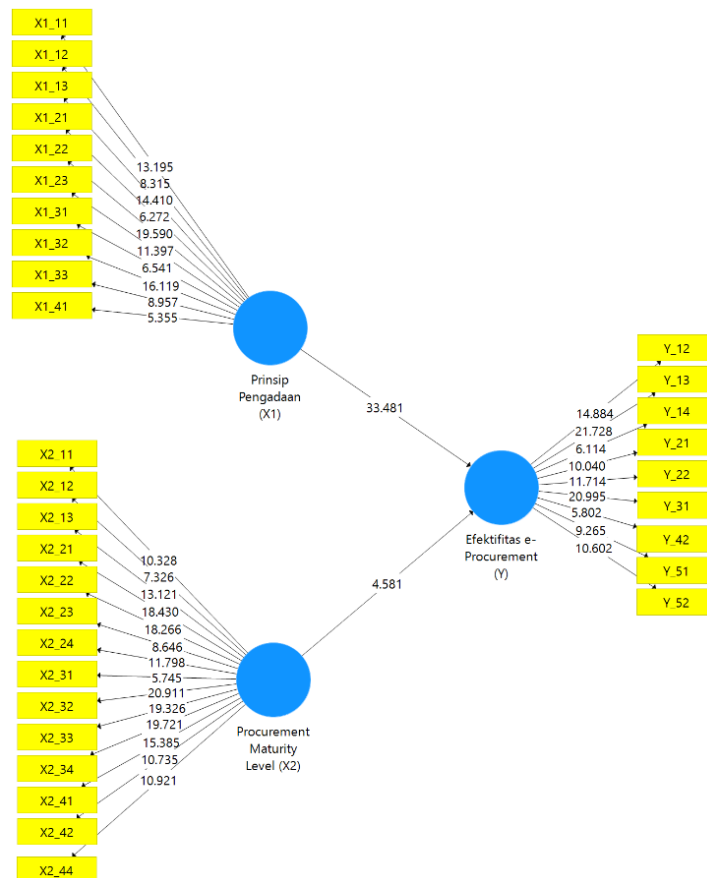 X1_11
X1_12
X1_13
X1_21
X1_22
X1_23
X1_31
X1_32
X1_33
X1_41
13.195
8.315
14.410
6.272
19.590
11.397
6.541
16.119
8.957
5.355
Prinsip
Pengadaan
(X1)
33.481
Y_12
Y_13
Y_14
Y_21
Y_22
Y_31
Y_42
Y_51
Y_52
14.884
21.728
6.114
10.040
11.714
20.995
5.802
9.265
10.602
Efektifitas e-
Procurement
(Y)
4.581
X2_11
X2_12
X2_13
X2_21
X2_22
X2_23
X2_24
X2_31
X2_32
X2_33
X2_34
X2_41
X2_42
X2_44
10.328
7.326
13.121
18.430
18.266
8.646
11.798
5.745
20.911
19.326
19.721
15.385
10.735
10.921
Procurement
Maturity
Level (X2)